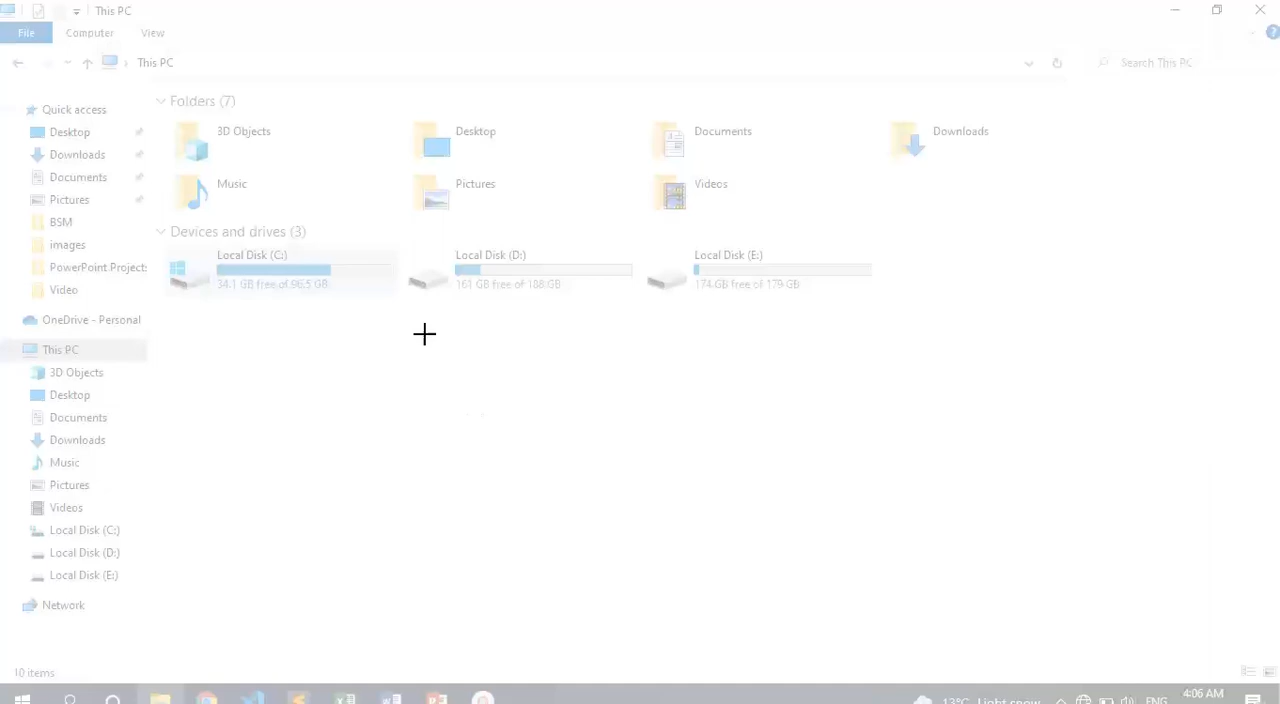 This PC
File
Computer
View
This PC
Search This PC
Quick access
Desktop
Downloads
Documents
Pictures
BSM
images
PowerPoint Project:
Video
OneDrive - Personal
This PC
3D Objects
Desktop
Documents
Downloads
Music
Pictures
Videos
Local Disk (C:)
Local Disk (D:)
Local Disk (E:)
Network
Folders (7)
3D Objects
Desktop
Documents
Downloads
Music
Pictures
Videos
Devices and drives (3)
Local Disk (C:)
34.1 GB free of 96.5 GB
Local Disk (D:)
161 GB free of 188 GB
Local Disk (E:)
174 GB free of 179 GB
10 items
13°C Light snow
ENG
4:06 AM